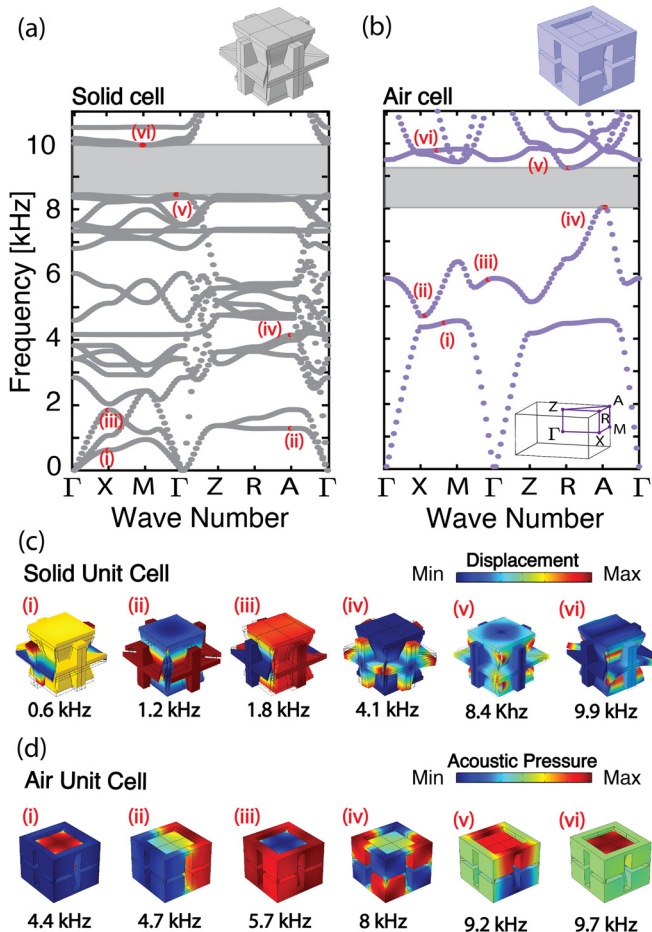 (a)
(b)
Solid cell
Air cell
Frequency [kHz]
10
8
6
4
2
0
(vi)
(v)
(iv)
(iii)
(ii)
(i)
(vi)
(v)
(iv)
(iii)
(ii)
(i)
Z
A
R
Γ
M
X
Γ X M Γ Z R A Γ
Γ X M Γ Z R A Γ
Wave Number
Wave Number
(c)
Solid Unit Cell
Displacement
Min
Max
(i) (ii) (iii) (iv) (v) (vi)
0.6 kHz 1.2 kHz 1.8 kHz 4.1 kHz 8.4 Khz 9.9 kHz
(d)
Air Unit Cell
Acoustic Pressure
Min
Max
(i) (ii) (iii) (iv) (v) (vi)
4.4 kHz 4.7 kHz 5.7 kHz 8 kHz 9.2 kHz 9.7 kHz